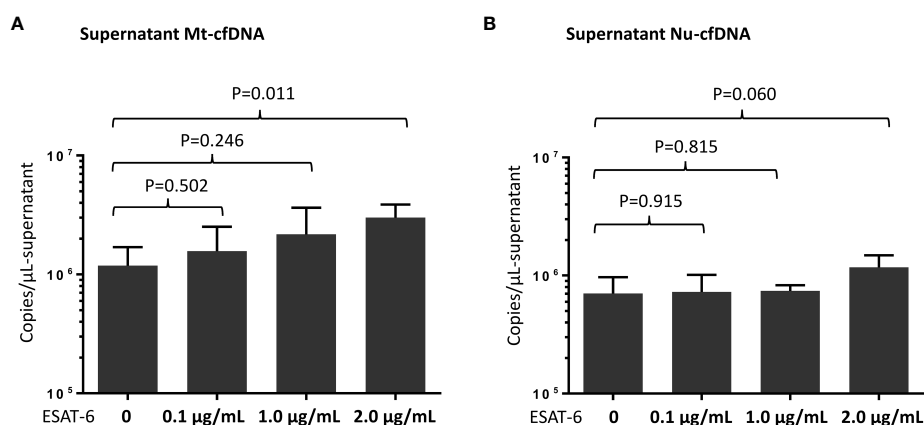 A
Supernatant Mt-cfDNA
P=0.011
P=0.246
P=0.502
Copies/µL-supernatant
10^7
10^6
10^5
ESAT-6 0 0.1 µg/mL 1.0 µg/mL 2.0 µg/mL
B
Supernatant Nu-cfDNA
P=0.060
P=0.815
P=0.915
Copies/µL-supernatant
10^7
10^6
10^5
ESAT-6 0 0.1 µg/mL 1.0 µg/mL 2.0 µg/mL